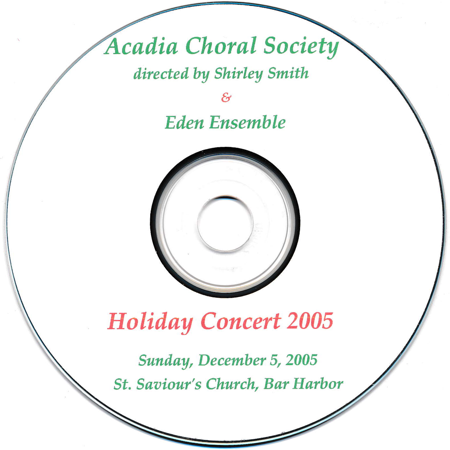 Acadia Choral Society
directed by Shirley Smith
&
Eden Ensemble
Holiday Concert 2005
Sunday, December 5, 2005
St. Saviour's Church, Bar Harbor